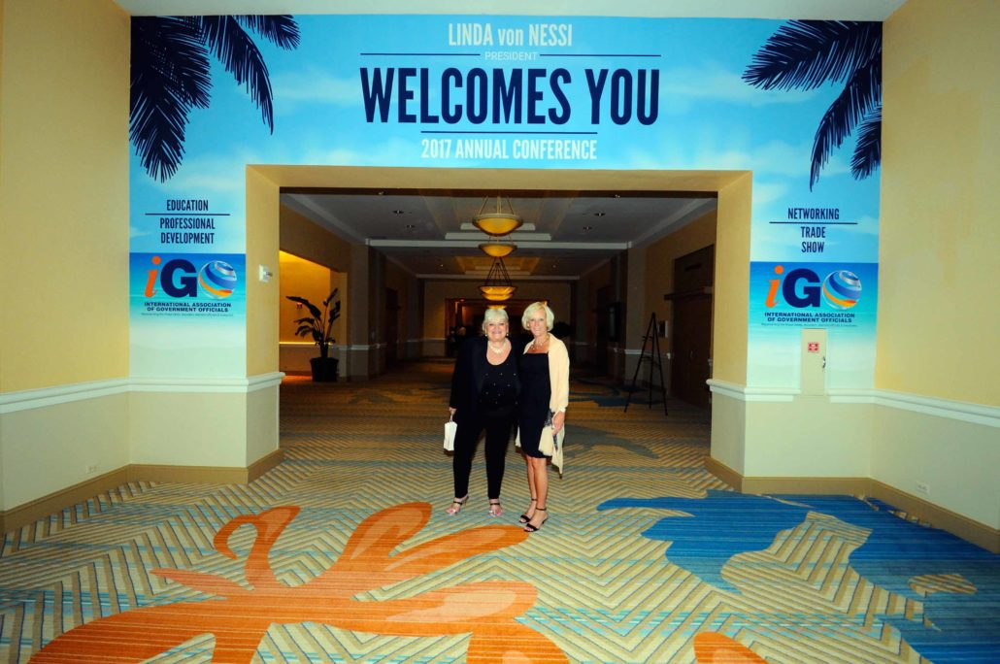 LINDA von NESSI
PRESIDENT
WELCOMES YOU
2017 ANNUAL CONFERENCE
EDUCATION
PROFESSIONAL
DEVELOPMENT
iGO
INTERNATIONAL ASSOCIATION
OF GOVERNMENT OFFICIALS
NETWORKING
TRADE
SHOW
iGO
INTERNATIONAL ASSOCIATION
OF GOVERNMENT OFFICIALS